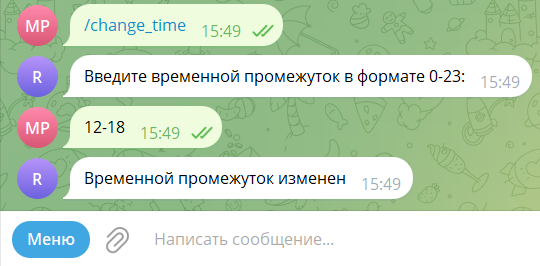 MP
/change_time 15:49
R
Введите временной промежуток в формате 0-23: 15:49
MP
12-18 15:49
R
Временной промежуток изменен 15:49
Меню
Написать сообщение...